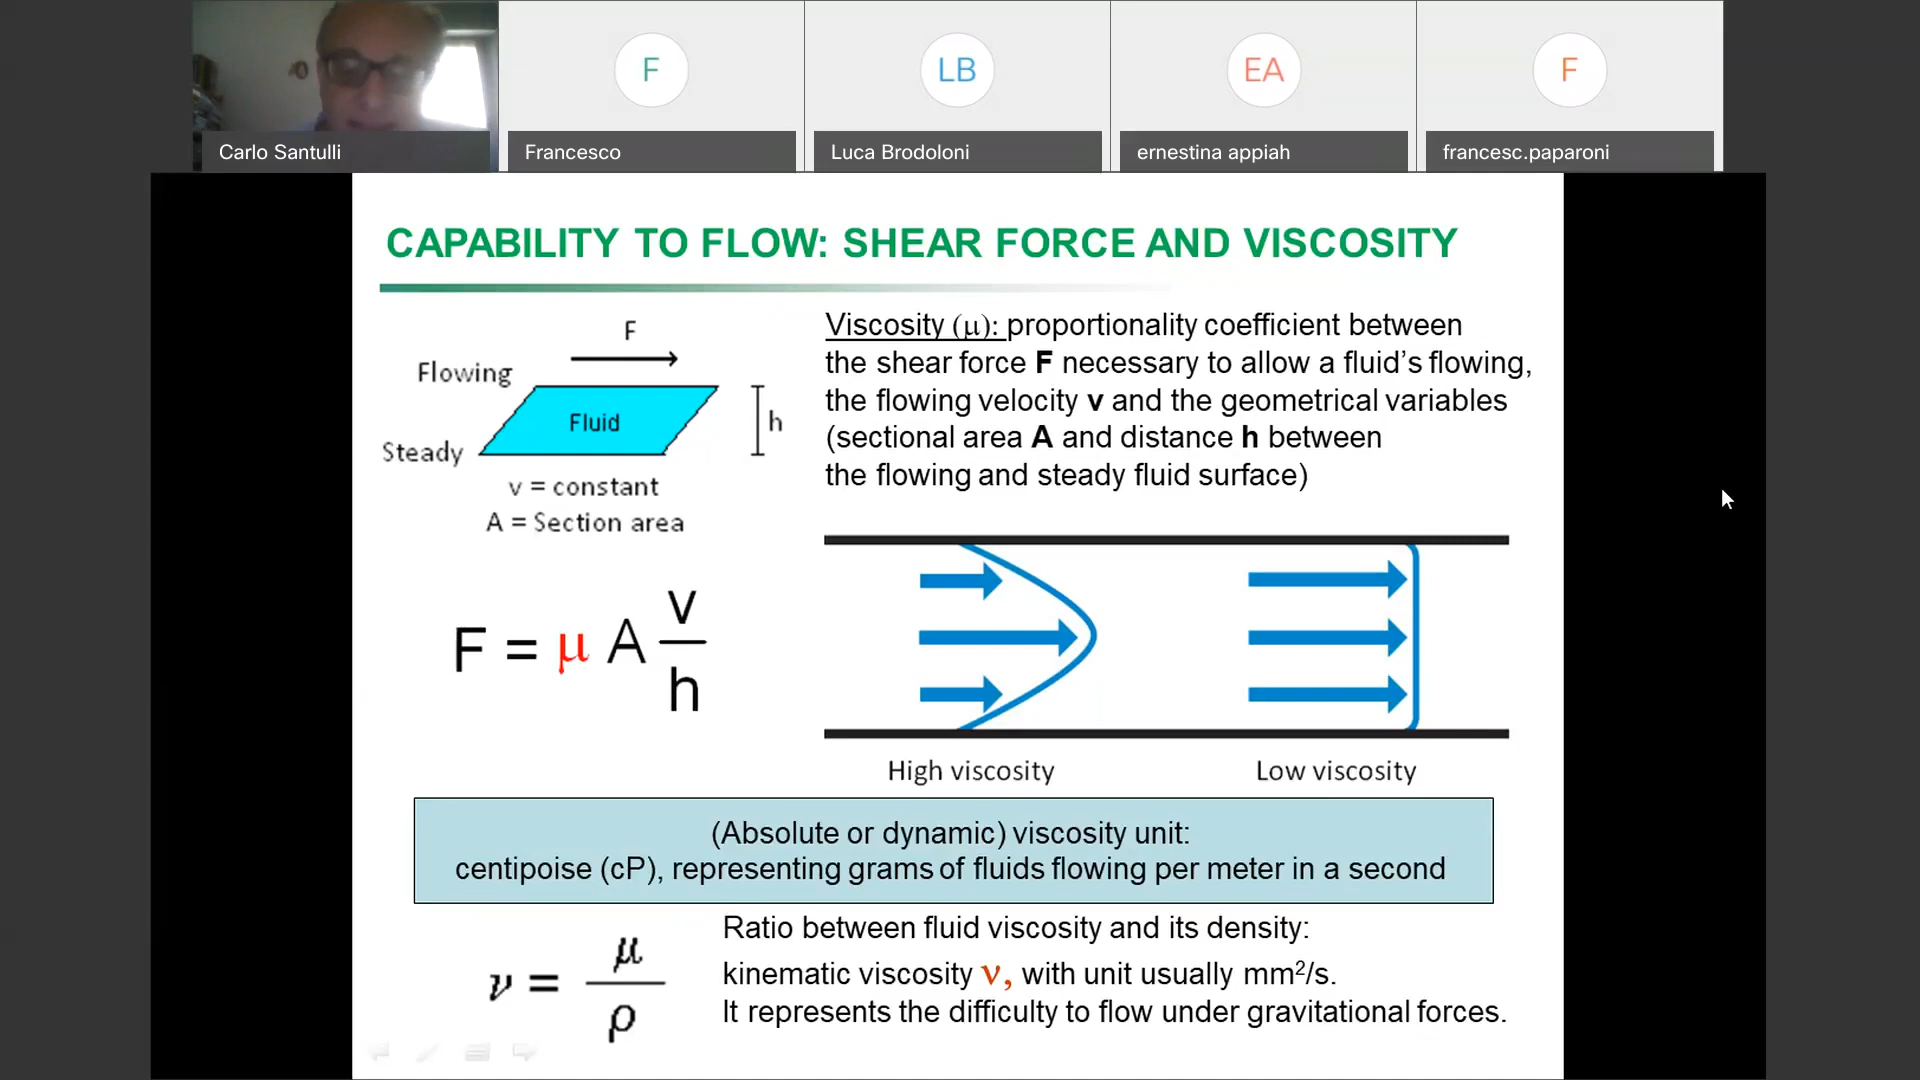 F
LB
EA
F
Carlo Santulli
Francesco
Luca Brodoloni
ernestina appiah
francesc.paparoni
CAPABILITY TO FLOW: SHEAR FORCE AND VISCOSITY
F
Flowing
Fluid
h
Steady
v = constant
A = Section area
Viscosity (μ): proportionality coefficient between
the shear force F necessary to allow a fluid's flowing,
the flowing velocity v and the geometrical variables
(sectional area A and distance h between
the flowing and steady fluid surface)
F = μ A v/h
High viscosity
Low viscosity
(Absolute or dynamic) viscosity unit:
centipoise (cP), representing grams of fluids flowing per meter in a second
ν = μ/ρ
Ratio between fluid viscosity and its density:
kinematic viscosity ν, with unit usually mm²/s.
It represents the difficulty to flow under gravitational forces.